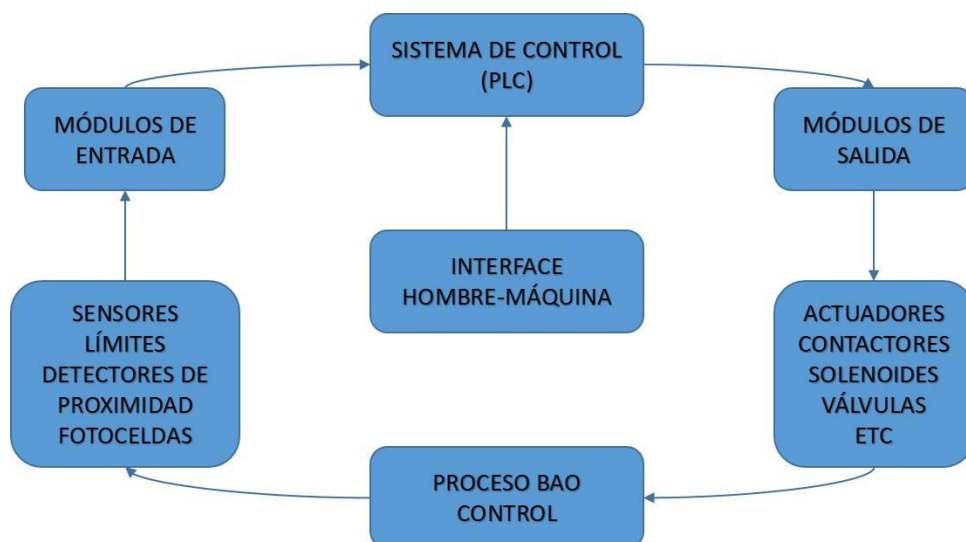 SISTEMA DE CONTROL
(PLC)
MÓDULOS DE
ENTRADA
MÓDULOS DE
SALIDA
INTERFACE
HOMBRE-MÁQUINA
SENSORES
LÍMITES
DETECTORES DE
PROXIMIDAD
FOTOCELDAS
ACTUADORES
CONTACTORES
SOLENOIDES
VÁLVULAS
ETC
PROCESO BAO
CONTROL